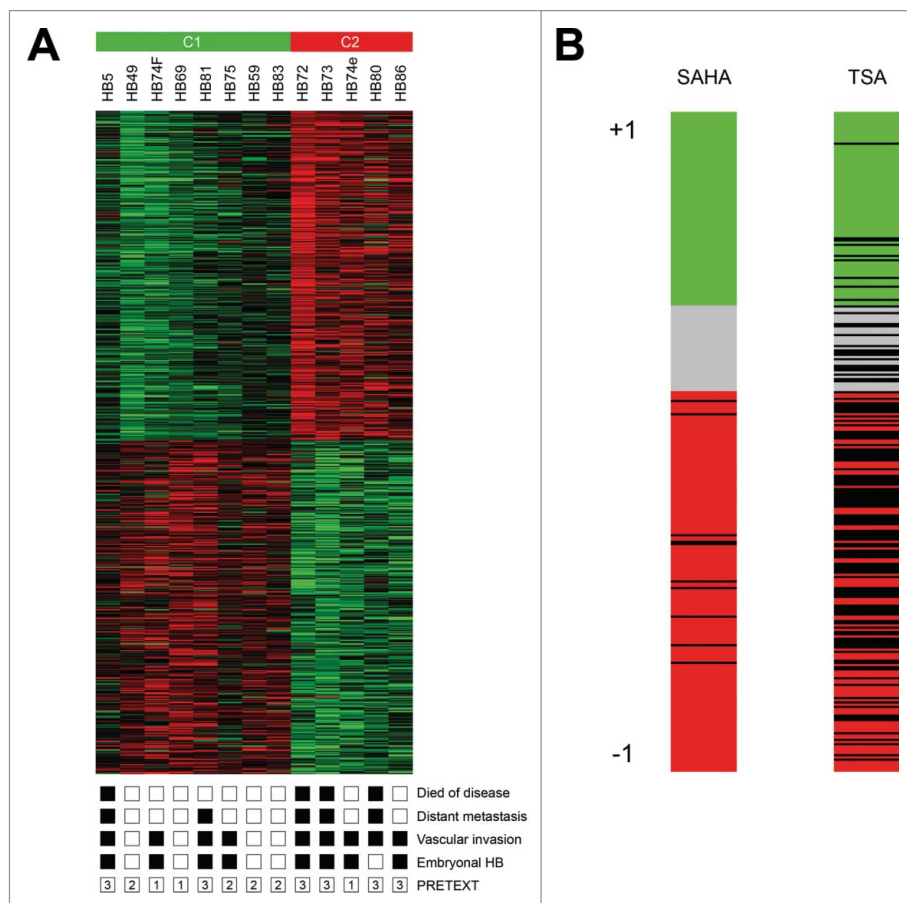 A
B
C1 C2
HB5 HB49 HB74F HB69 HB81 HB75 HB59 HB83 HB72 HB73 HB74e HB80 HB86
SAHA TSA
+1
-1
Died of disease
Distant metastasis
Vascular invasion
Embryonal HB
3 2 1 1 3 2 2 2 3 3 1 3 3 PRETEXT